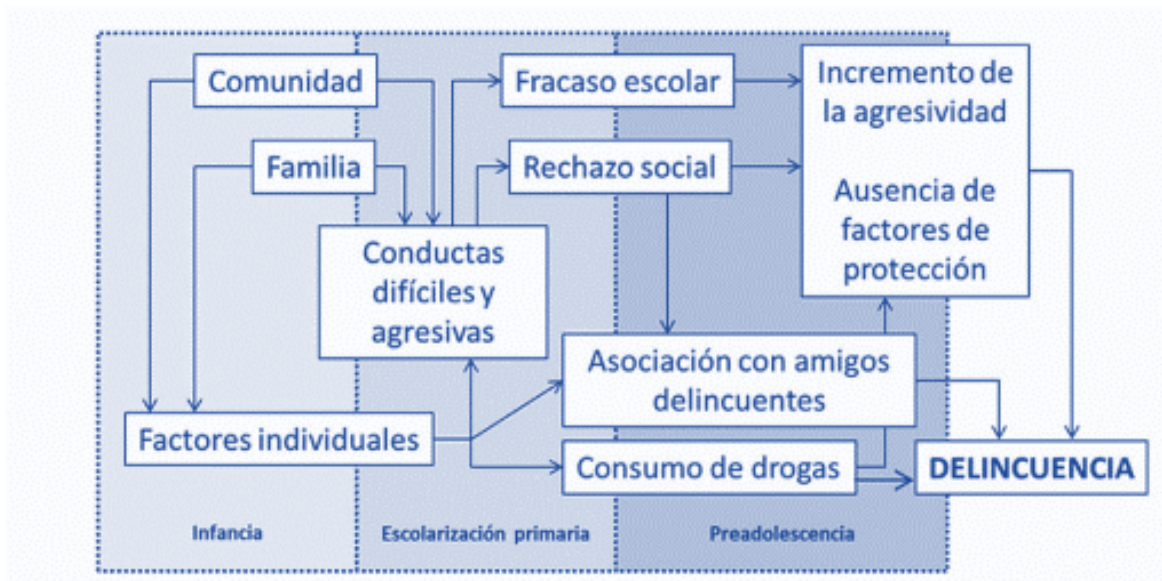 Comunidad
Familia
Fracaso escolar
Rechazo social
Incremento de
la agresividad
Ausencia de
factores de
protección
Conductas
difíciles y
agresivas
Asociación con amigos
delincuentes
Factores individuales
Consumo de drogas
DELINCUENCIA
Infancia
Escolarización primaria
Preadolescencia